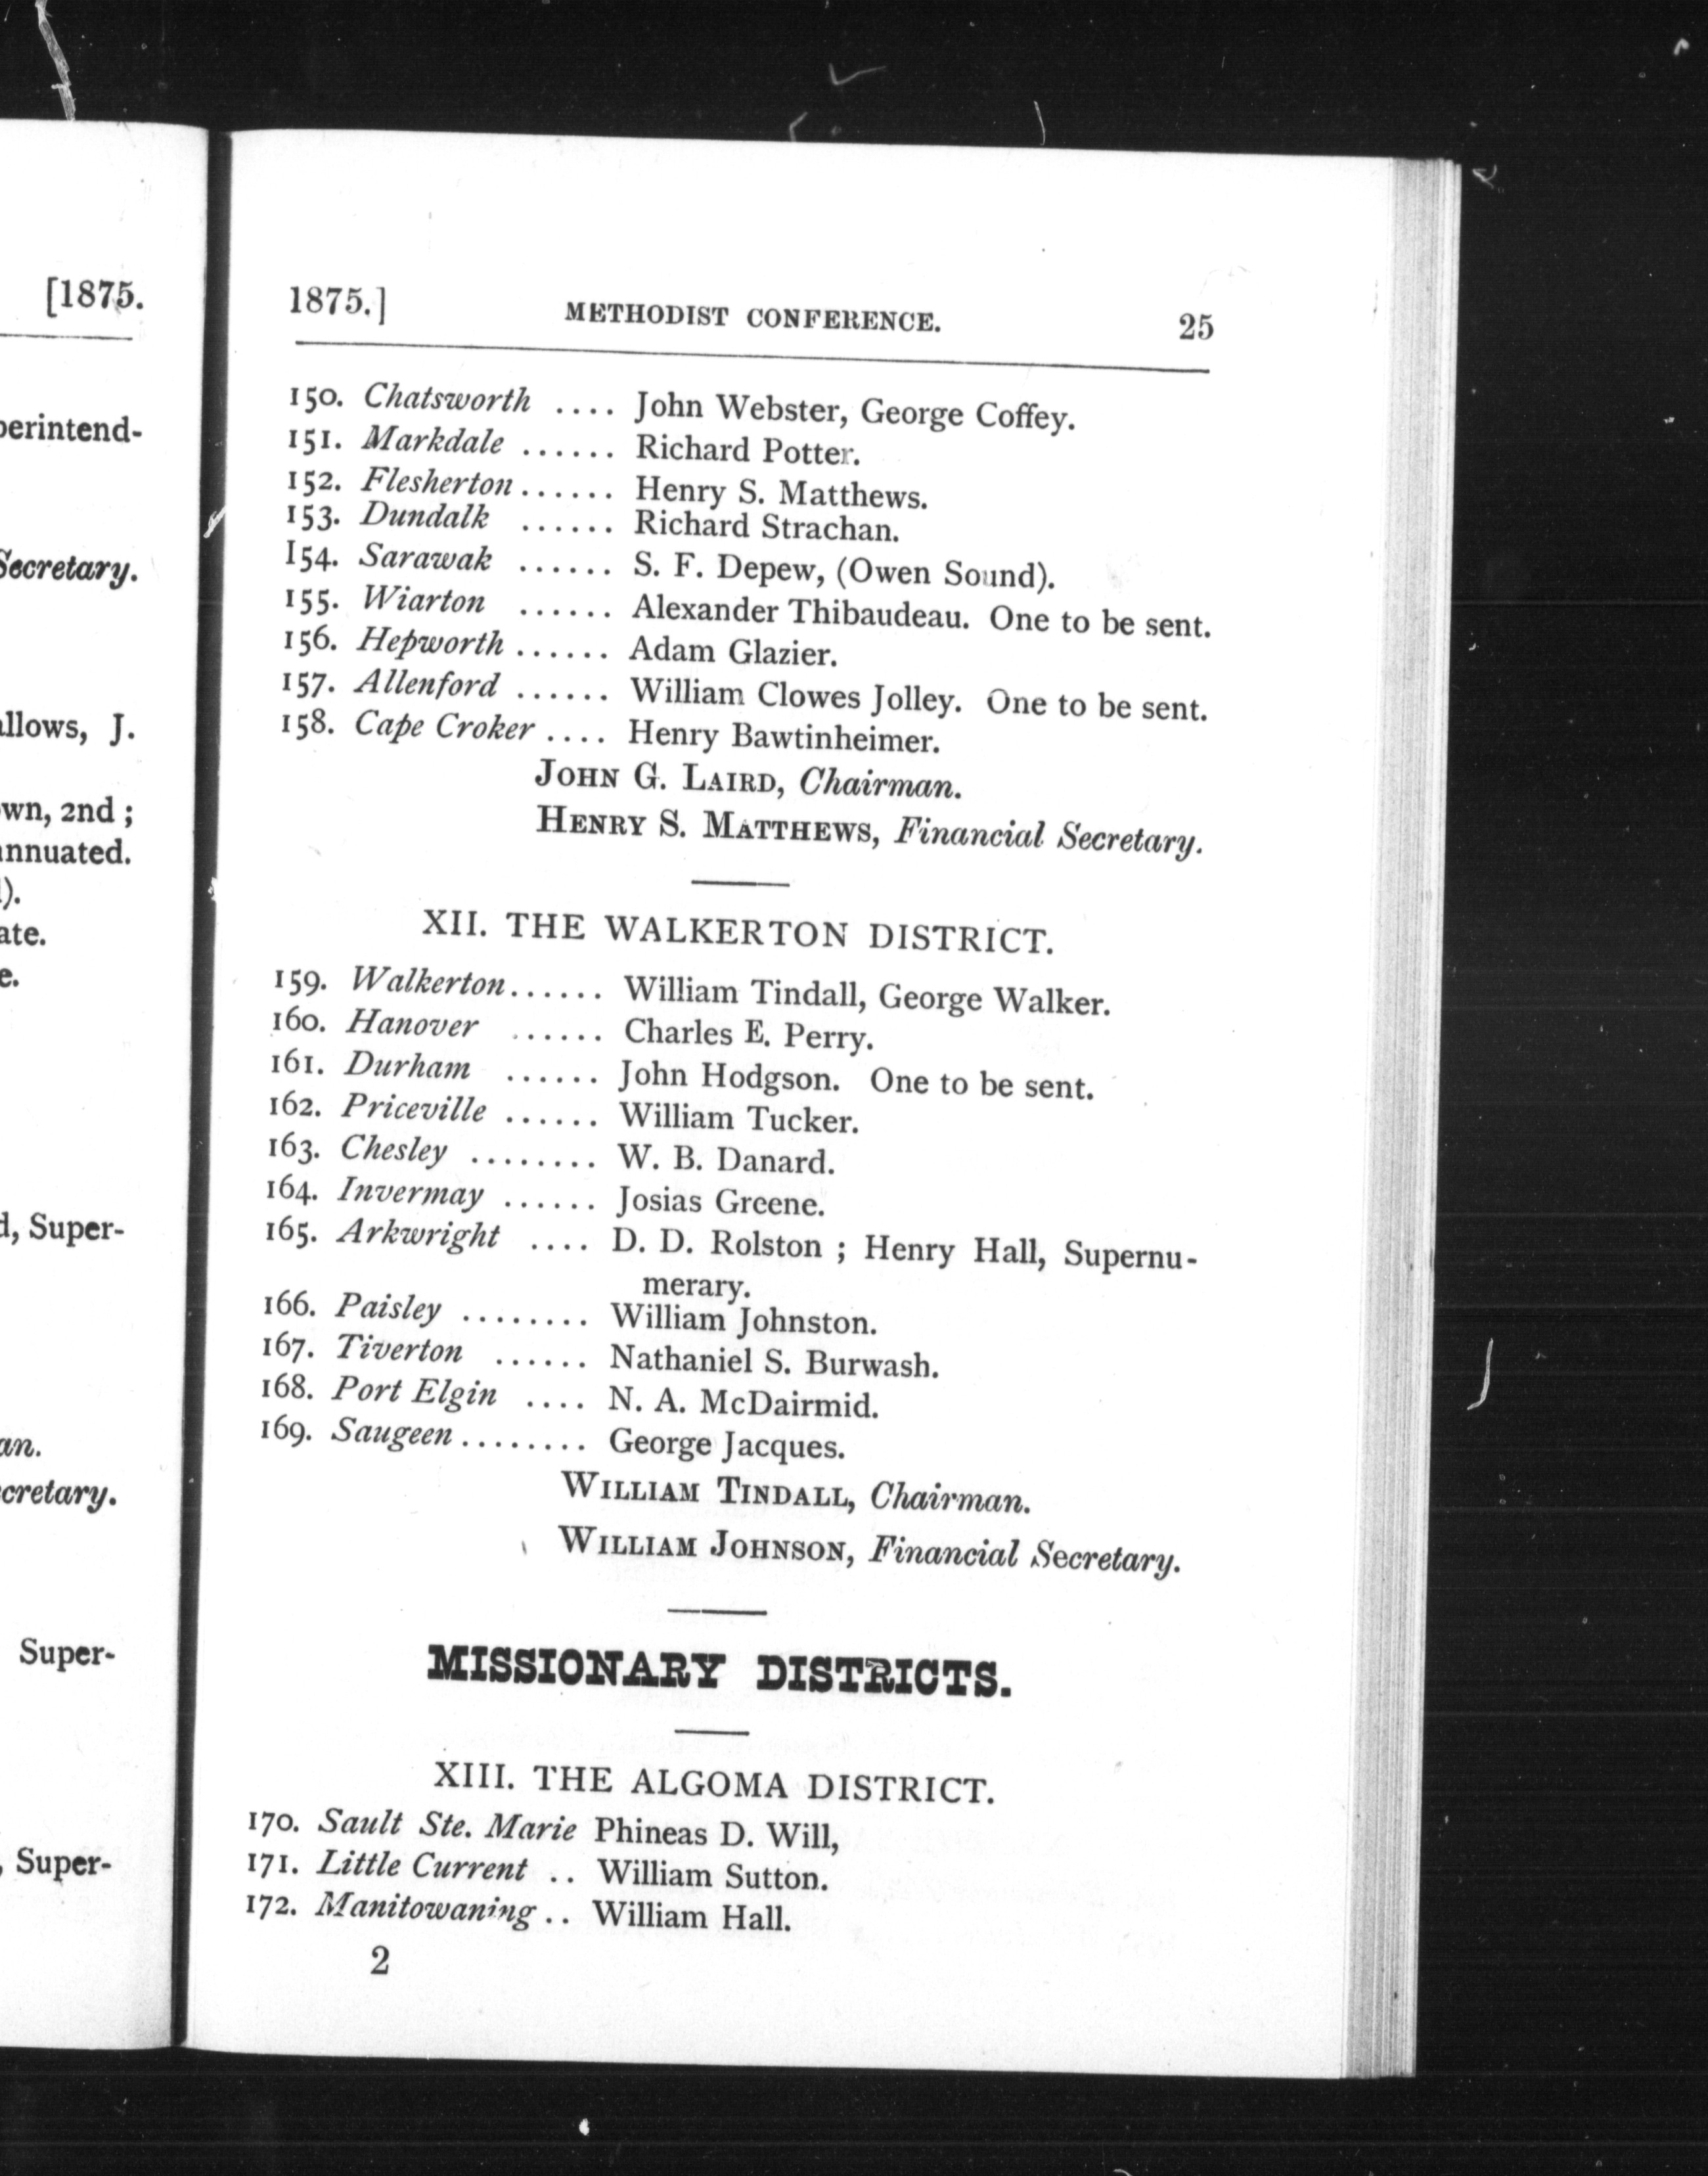 [1875.
perintend-
Secretary.
allows, J.
own, 2nd ;
annuated.
).
ate.
e.
d, Super-
an.
cretary.
Super-
, Super-
1875.] METHODIST CONFERENCE. 25
150. Chatsworth .... John Webster, George Coffey.
151. Markdale ...... Richard Potter.
152. Flesherton ...... Henry S. Matthews.
153. Dundalk ...... Richard Strachan.
154. Sarawak ...... S. F. Depew, (Owen Sound).
155. Wiarton ...... Alexander Thibaudeau. One to be sent.
156. Hepworth ...... Adam Glazier.
157. Allenford ...... William Clowes Jolley. One to be sent.
158. Cape Croker .... Henry Bawtinheimer.
JOHN G. LAIRD, Chairman.
HENRY S. MATTHEWS, Financial Secretary.
XII. THE WALKERTON DISTRICT.
159. Walkerton ...... William Tindall, George Walker.
160. Hanover ...... Charles E. Perry.
161. Durham ...... John Hodgson. One to be sent.
162. Priceville ...... William Tucker.
163. Chesley ........ W. B. Danard.
164. Invermay ...... Josias Greene.
165. Arkwright .... D. D. Rolston ; Henry Hall, Supernu-
merary.
166. Paisley ........ William Johnston.
167. Tiverton ...... Nathaniel S. Burwash.
168. Port Elgin .... N. A. McDairmid.
169. Saugeen ........ George Jacques.
WILLIAM TINDALL, Chairman.
WILLIAM JOHNSON, Financial Secretary.
MISSIONARY DISTRICTS.
XIII. THE ALGOMA DISTRICT.
170. Sault Ste. Marie Phineas D. Will,
171. Little Current .. William Sutton.
172. Manitowaning .. William Hall.
2